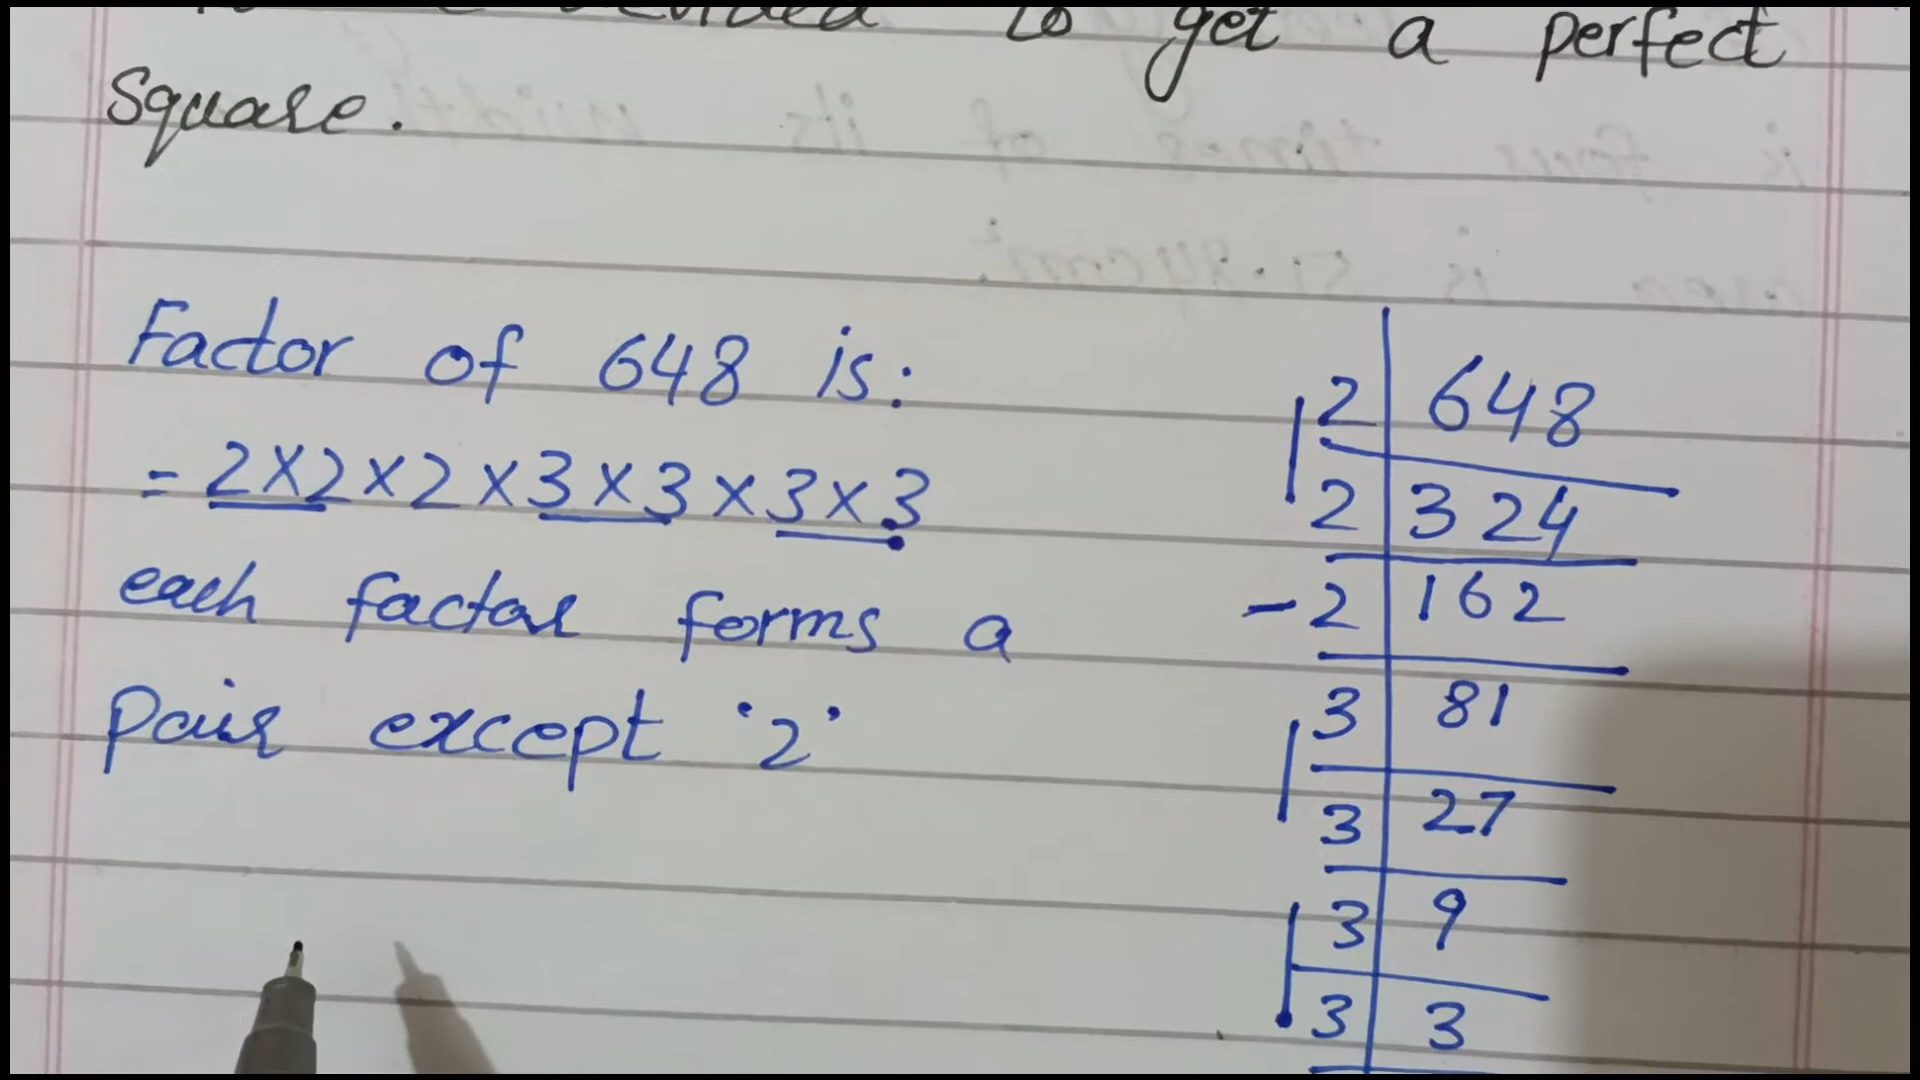 divided to get a perfect
Square.
Factor of 648 is:
= 2×2×2×3×3×3×3
each factor forms a
pair except '2'
2 | 648
2 | 324
- 2 | 162
3 | 81
3 | 27
3 | 9
3 | 3